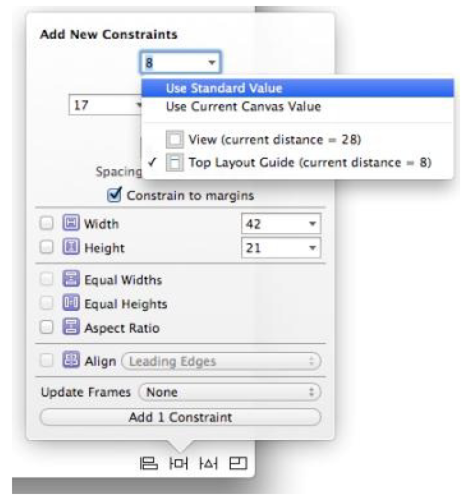 Add New Constraints
8
Use Standard Value
17
Use Current Canvas Value
View (current distance = 28)
Spacing
✓ Top Layout Guide (current distance = 8)
Constrain to margins
Width 42
Height 21
Equal Widths
Equal Heights
Aspect Ratio
Align Leading Edges
Update Frames None
Add 1 Constraint